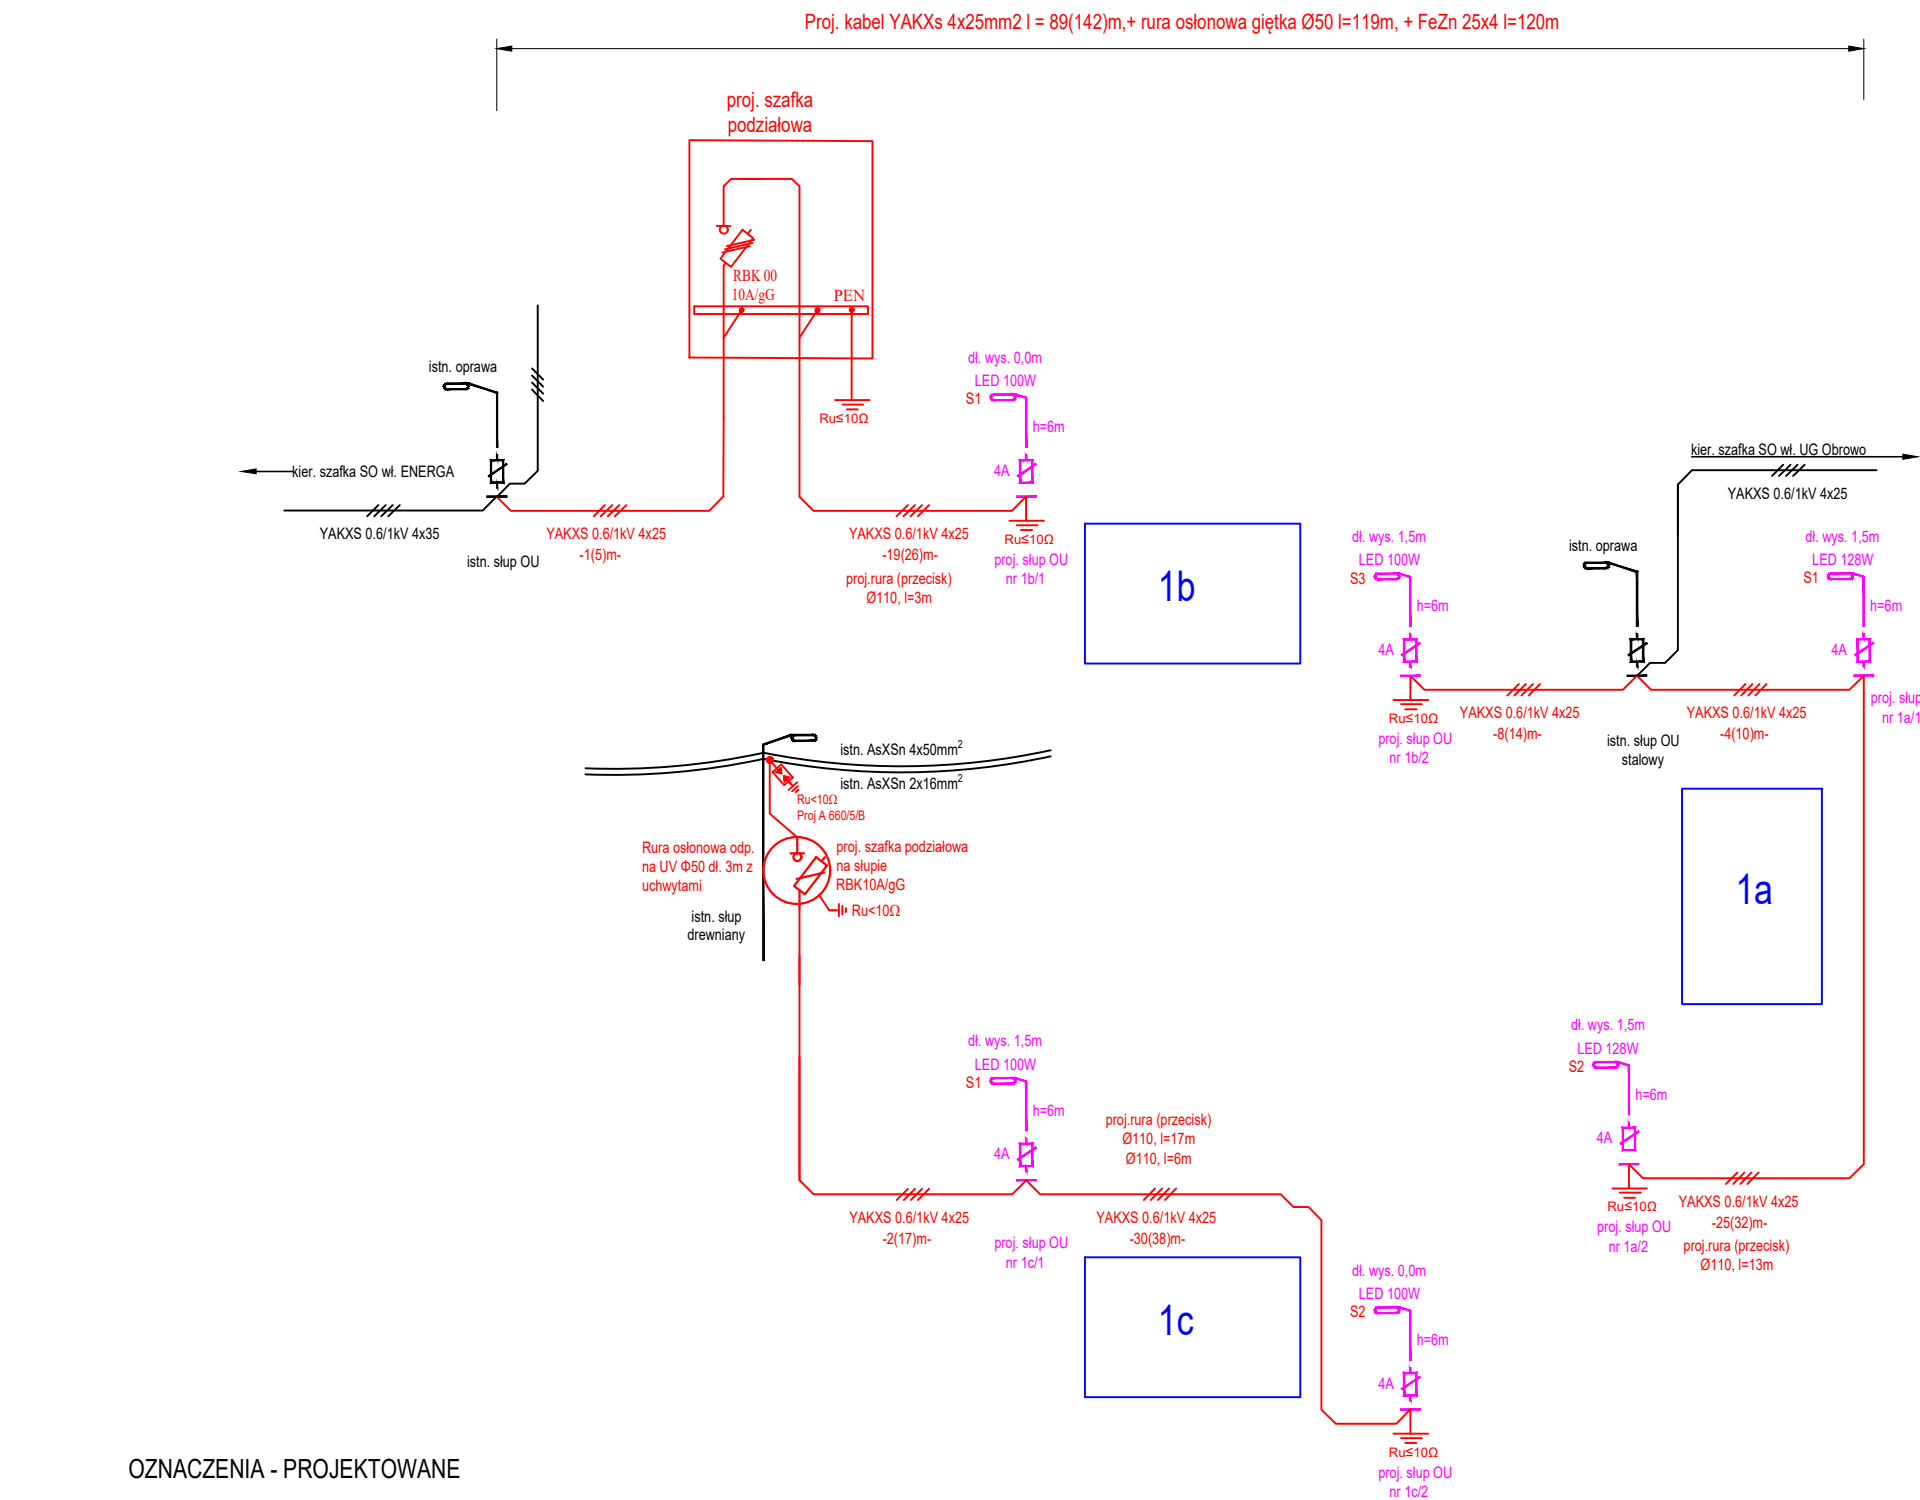 Proj. kabel YAKXs 4x25mm2 l = 89(142)m,+ rura osłonowa giętka Ø50 l=119m, + FeZn 25x4 l=120m
proj. szafka
podziałowa
RBK 00
10A/gG
PEN
Ru≤10Ω
istn. oprawa
kier. szafka SO wł. ENERGA
YAKXS 0.6/1kV 4x35
istn. słup OU
YAKXS 0.6/1kV 4x25
-1(5)m-
dł. wys. 0,0m
LED 100W
S1
h=6m
4A
YAKXS 0.6/1kV 4x25
-19(26)m-
proj.rura (przecisk)
Ø110, l=3m
Ru≤10Ω
proj. słup OU
nr 1b/1
1b
dł. wys. 1,5m
LED 100W
S3
h=6m
4A
Ru≤10Ω
proj. słup OU
nr 1b/2
YAKXS 0.6/1kV 4x25
-8(14)m-
istn. oprawa
istn. słup OU
stalowy
kier. szafka SO wł. UG Obrowo
YAKXS 0.6/1kV 4x25
dł. wys. 1,5m
LED 128W
S1
h=6m
4A
YAKXS 0.6/1kV 4x25
-4(10)m-
proj. słup
nr 1a/1
1a
istn. AsXSn 4x50mm²
istn. AsXSn 2x16mm²
Ru<10Ω
Proj A 660/5/B
Rura osłonowa odp.
na UV Φ50 dł. 3m z
uchwytami
proj. szafka podziałowa
na słupie
RBK10A/gG
Ru<10Ω
istn. słup
drewniany
dł. wys. 1,5m
LED 100W
S1
h=6m
4A
YAKXS 0.6/1kV 4x25
-2(17)m-
proj. słup OU
nr 1c/1
proj.rura (przecisk)
Ø110, l=17m
Ø110, l=6m
YAKXS 0.6/1kV 4x25
-30(38)m-
1c
dł. wys. 0,0m
LED 100W
S2
h=6m
4A
Ru≤10Ω
proj. słup OU
nr 1c/2
dł. wys. 1,5m
LED 128W
S2
h=6m
4A
Ru≤10Ω
proj. słup OU
nr 1a/2
YAKXS 0.6/1kV 4x25
-25(32)m-
proj.rura (przecisk)
Ø110, l=13m
OZNACZENIA - PROJEKTOWANE